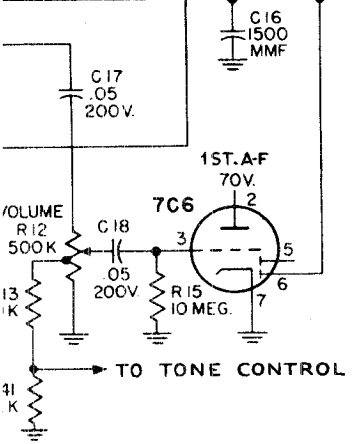 C16
1500
MMF
C17
.05
200V.
1ST. A-F
70V.
7C6
2
VOLUME
R12
500K
C18
.05
200V.
3
5
6
7
R15
10 MEG.
13
1K
TO TONE CONTROL
41
K